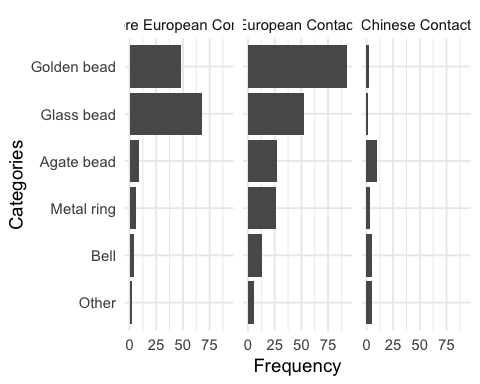 re European Con
European Contac
Chinese Contact
Golden bead
Glass bead
Agate bead
Metal ring
Bell
Other
Categories
0 25 50 75 0 25 50 75 0 25 50 75
Frequency